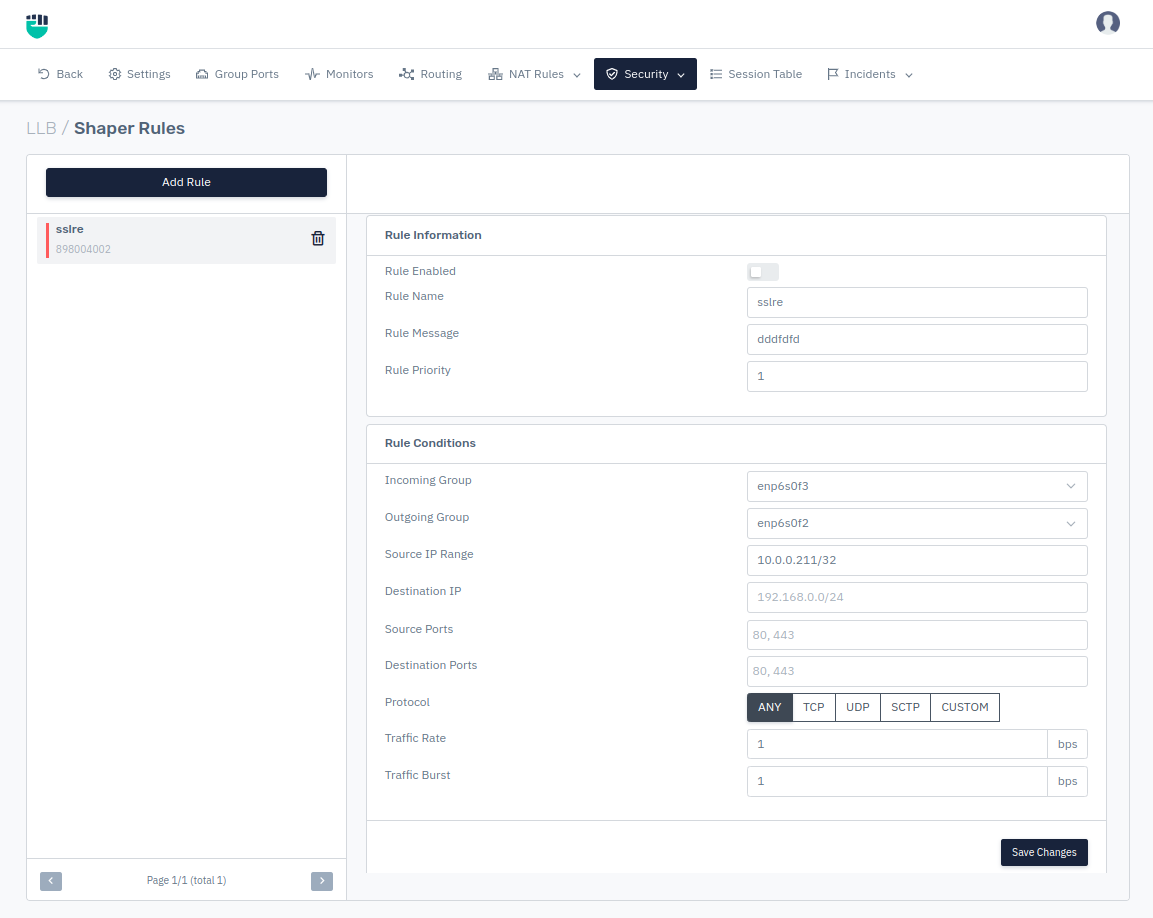 Back
Settings
Group Ports
Monitors
Routing
NAT Rules
Security
Session Table
Incidents
LLB / Shaper Rules
Add Rule
sslre
898004002
Rule Information
Rule Enabled
Rule Name
sslre
Rule Message
dddfdfd
Rule Priority
1
Rule Conditions
Incoming Group
enp6s0f3
Outgoing Group
enp6s0f2
Source IP Range
10.0.0.211/32
Destination IP
192.168.0.0/24
Source Ports
80, 443
Destination Ports
80, 443
Protocol
ANY TCP UDP SCTP CUSTOM
Traffic Rate
1 bps
Traffic Burst
1 bps
Save Changes
Page 1/1 (total 1)